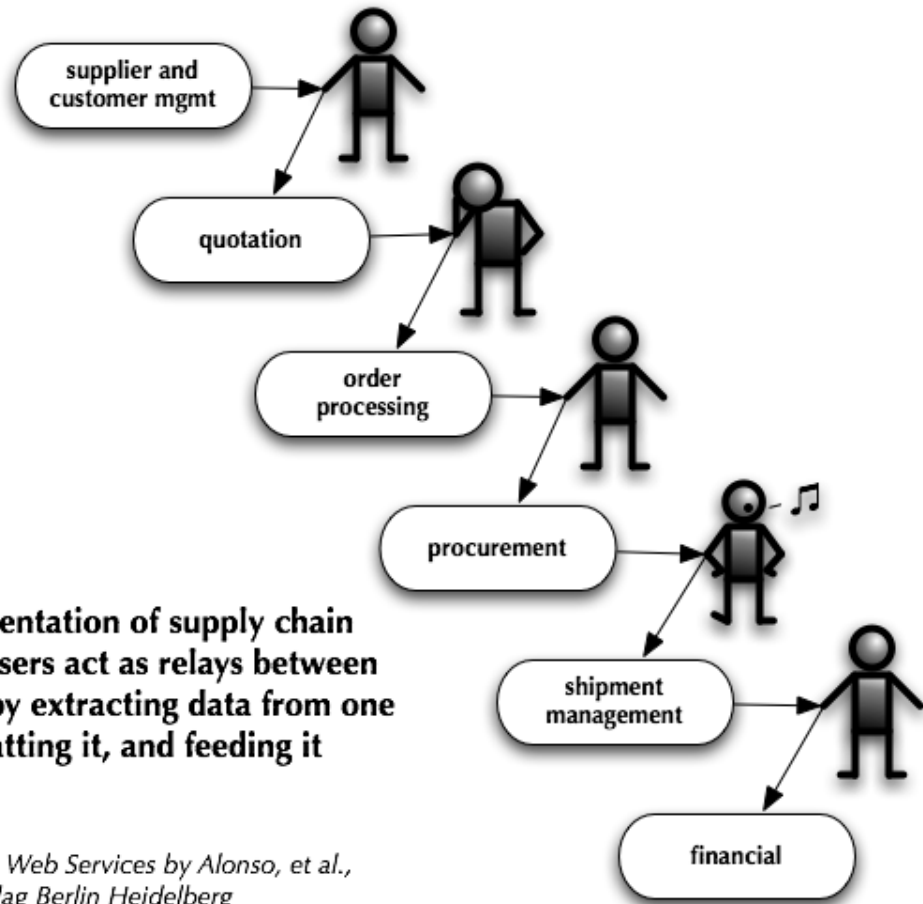 supplier and
customer mgmt
quotation
order
processing
procurement
shipment
management
financial
entation of supply chain
sers act as relays between
by extracting data from one
atting it, and feeding it
Web Services by Alonso, et al.,
lag Berlin Heidelberg